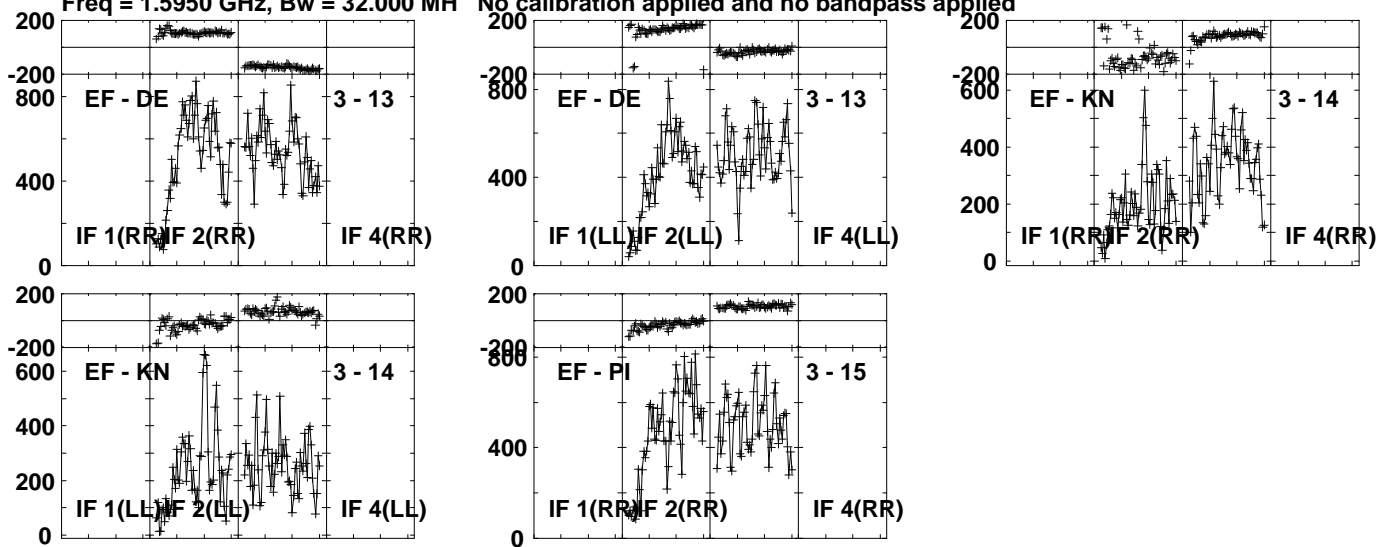 Freq = 1.5950 GHz, Bw = 32.000 MH No calibration applied and no bandpass applied
200
-200
800
400
0
EF - DE
3 - 13
IF 1(RR)
IF 2(RR)
IF 4(RR)
200
-200
800
400
0
EF - DE
3 - 13
IF 1(LL)
IF 2(LL)
IF 4(LL)
200
-200
600
400
200
0
EF - KN
3 - 14
IF 1(RR)
IF 2(RR)
IF 4(RR)
200
-200
600
400
200
0
EF - KN
3 - 14
IF 1(LL)
IF 2(LL)
IF 4(LL)
200
-200
800
400
0
EF - PI
3 - 15
IF 1(RR)
IF 2(RR)
IF 4(RR)